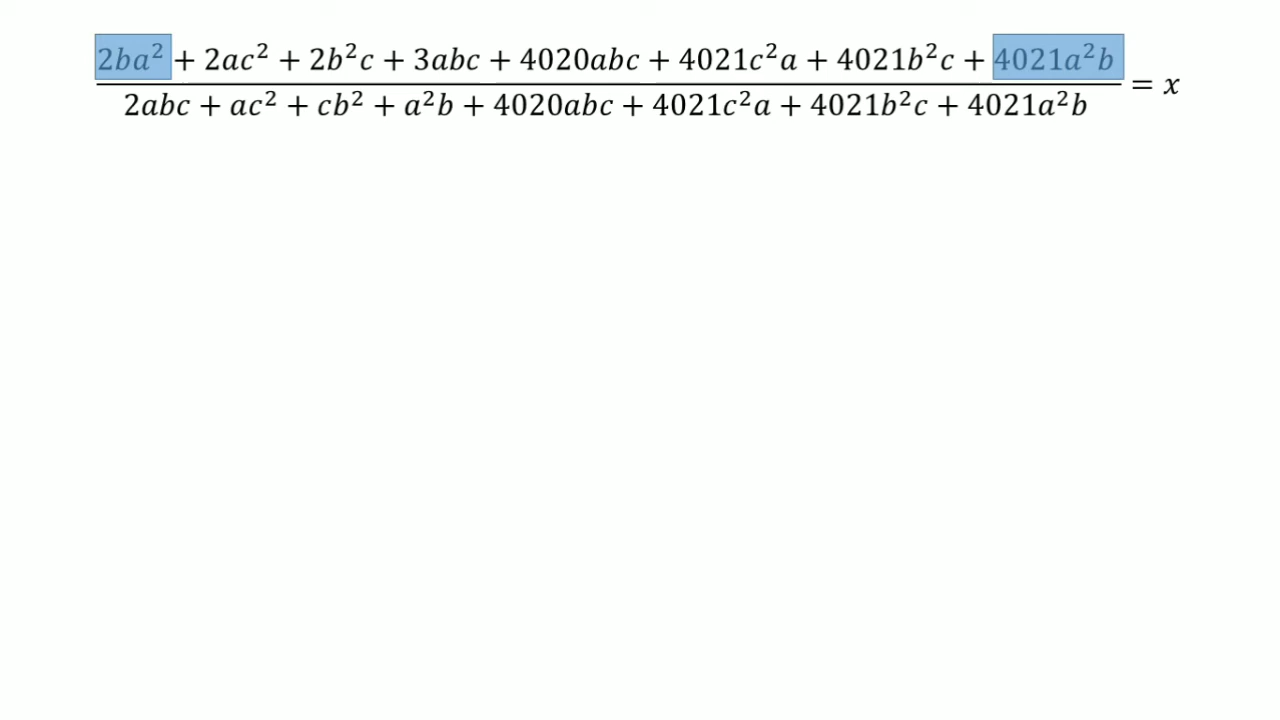 2ba² + 2ac² + 2b²c + 3abc + 4020abc + 4021c²a + 4021b²c + 4021a²b
2abc + ac² + cb² + a²b + 4020abc + 4021c²a + 4021b²c + 4021a²b = x